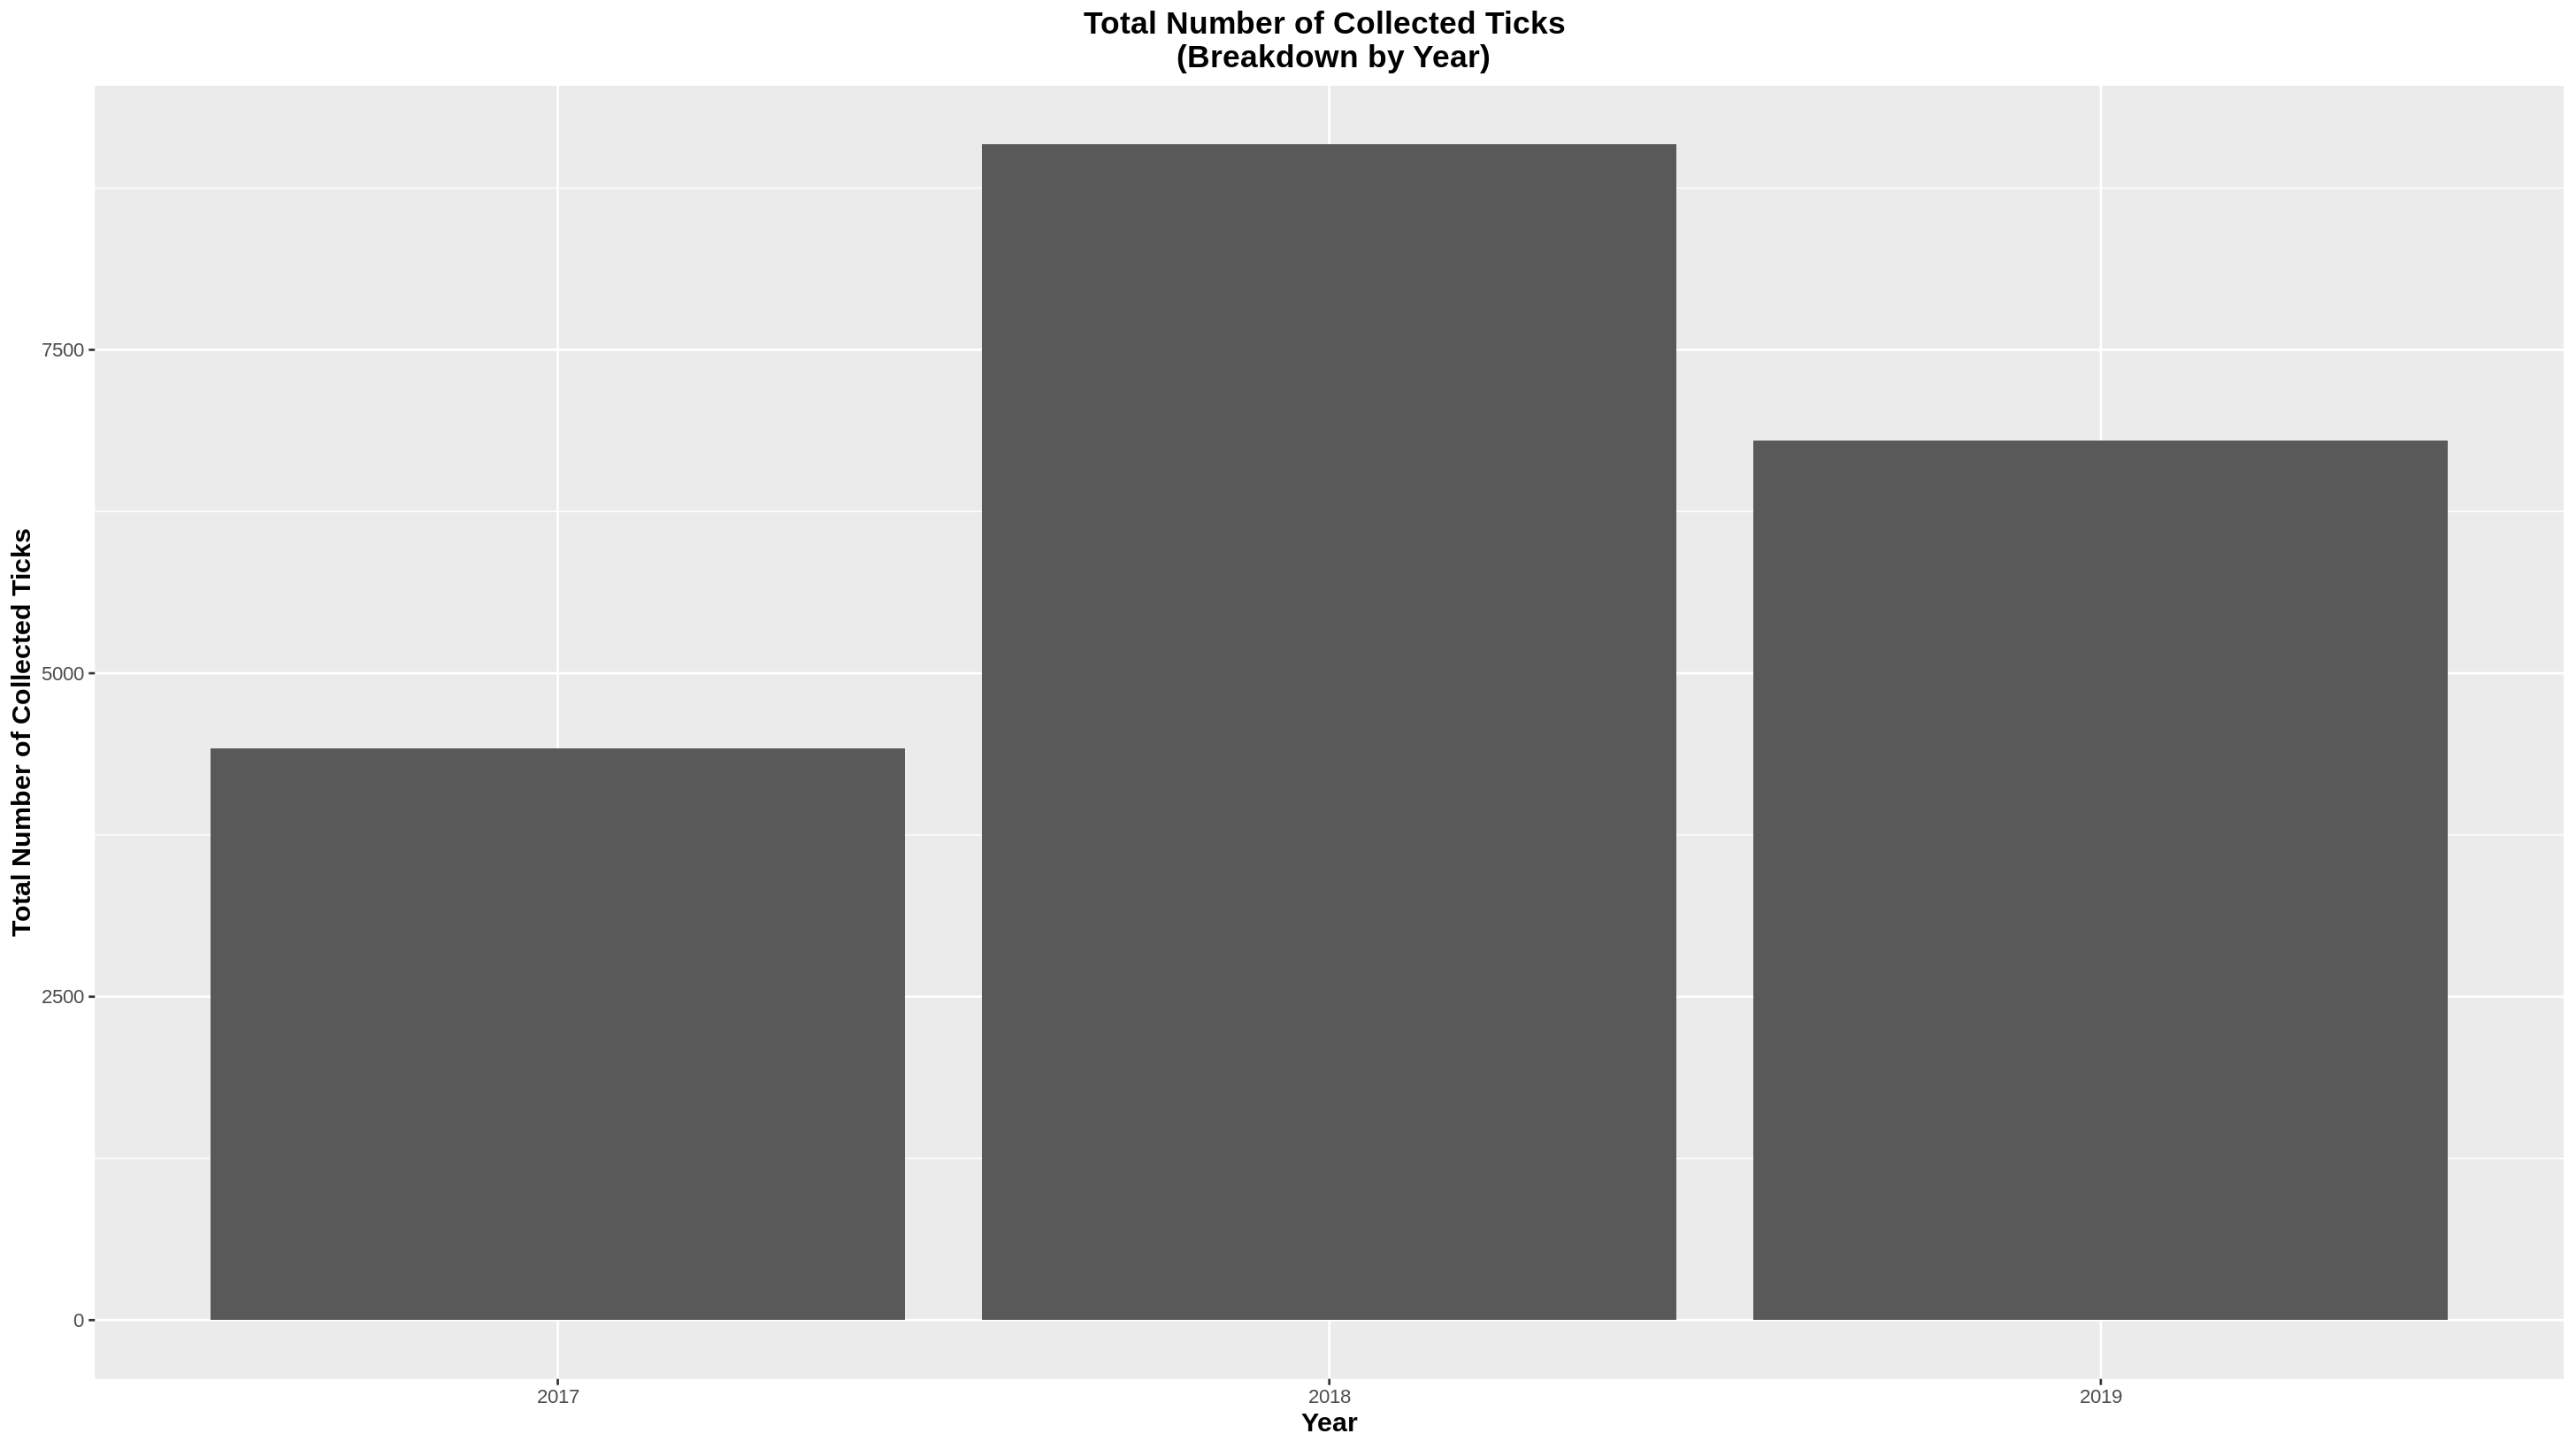 Total Number of Collected Ticks
(Breakdown by Year)
Total Number of Collected Ticks
7500
5000
2500
0
2017
2018
2019
Year